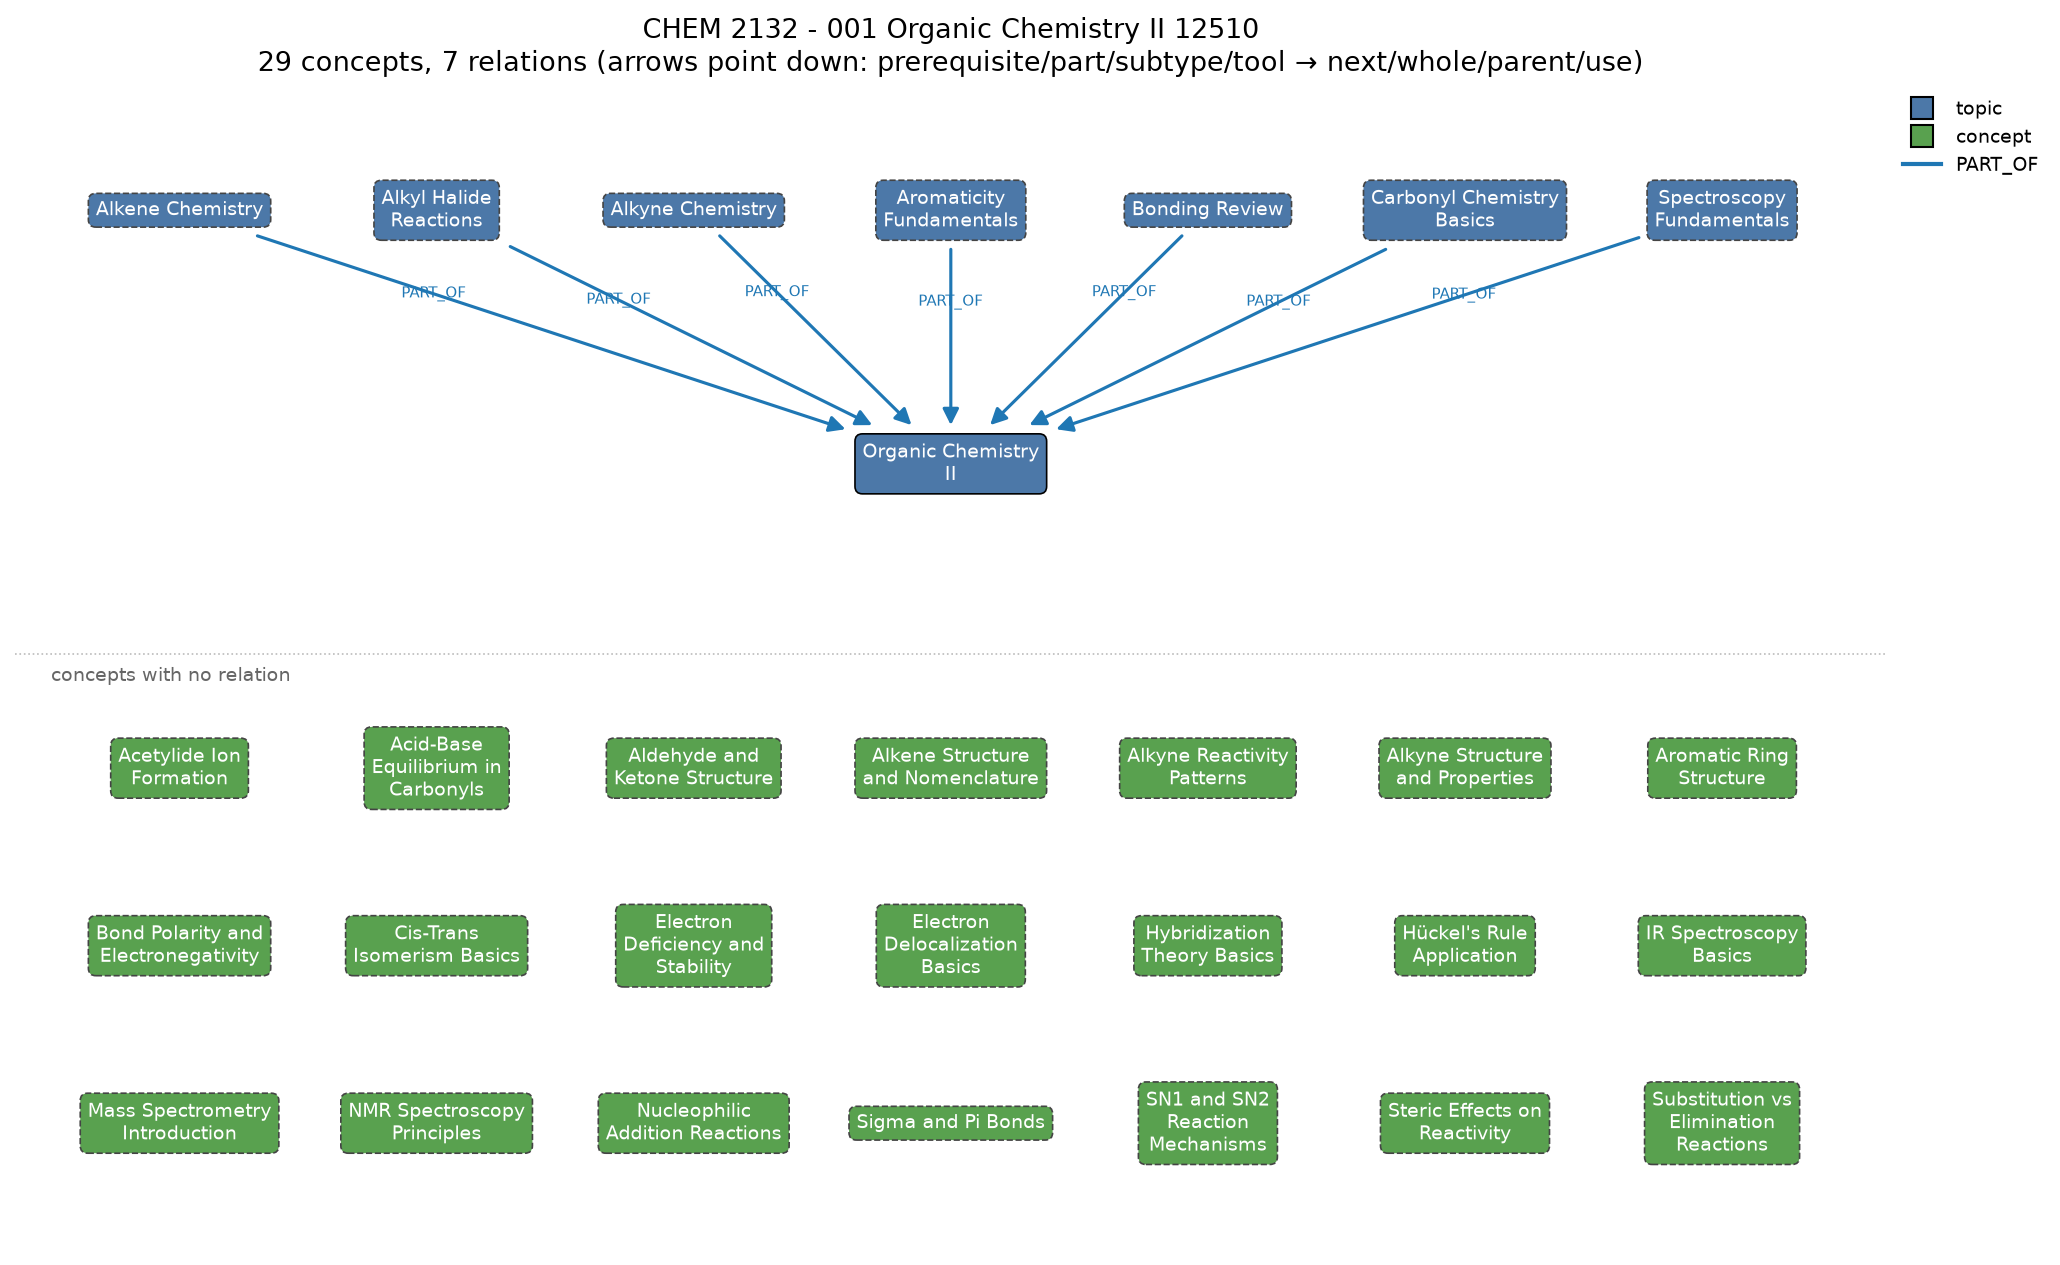 CHEM 2132 - 001 Organic Chemistry II 12510
29 concepts, 7 relations (arrows point down: prerequisite/part/subtype/tool → next/whole/parent/use)
topic
concept
PART_OF
Alkene Chemistry
Alkyl Halide
Reactions
Alkyne Chemistry
Aromaticity
Fundamentals
Bonding Review
Carbonyl Chemistry
Basics
Spectroscopy
Fundamentals
PART_OF
PART_OF
PART_OF
PART_OF
PART_OF
PART_OF
PART_OF
Organic Chemistry
II
concepts with no relation
Acetylide Ion
Formation
Acid-Base
Equilibrium in
Carbonyls
Aldehyde and
Ketone Structure
Alkene Structure
and Nomenclature
Alkyne Reactivity
Patterns
Alkyne Structure
and Properties
Aromatic Ring
Structure
Bond Polarity and
Electronegativity
Cis-Trans
Isomerism Basics
Electron
Deficiency and
Stability
Electron
Delocalization
Basics
Hybridization
Theory Basics
Hückel's Rule
Application
IR Spectroscopy
Basics
Mass Spectrometry
Introduction
NMR Spectroscopy
Principles
Nucleophilic
Addition Reactions
Sigma and Pi Bonds
SN1 and SN2
Reaction
Mechanisms
Steric Effects on
Reactivity
Substitution vs
Elimination
Reactions